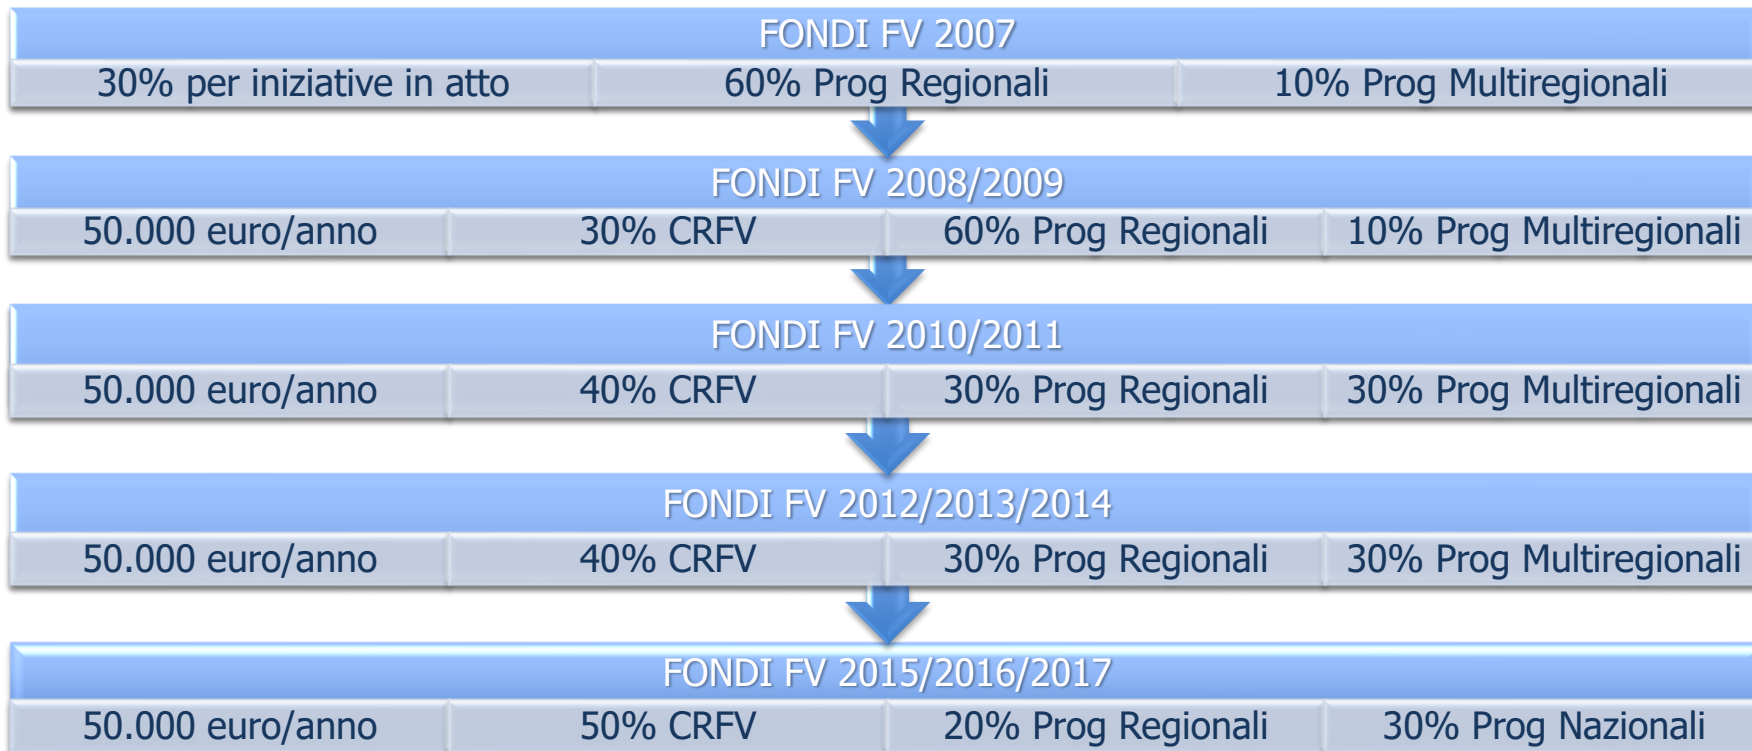 FONDI FV 2007
30% per iniziative in atto 60% Prog Regionali 10% Prog Multiregionali
FONDI FV 2008/2009
50.000 euro/anno 30% CRFV 60% Prog Regionali 10% Prog Multiregionali
FONDI FV 2010/2011
50.000 euro/anno 40% CRFV 30% Prog Regionali 30% Prog Multiregionali
FONDI FV 2012/2013/2014
50.000 euro/anno 40% CRFV 30% Prog Regionali 30% Prog Multiregionali
FONDI FV 2015/2016/2017
50.000 euro/anno 50% CRFV 20% Prog Regionali 30% Prog Nazionali